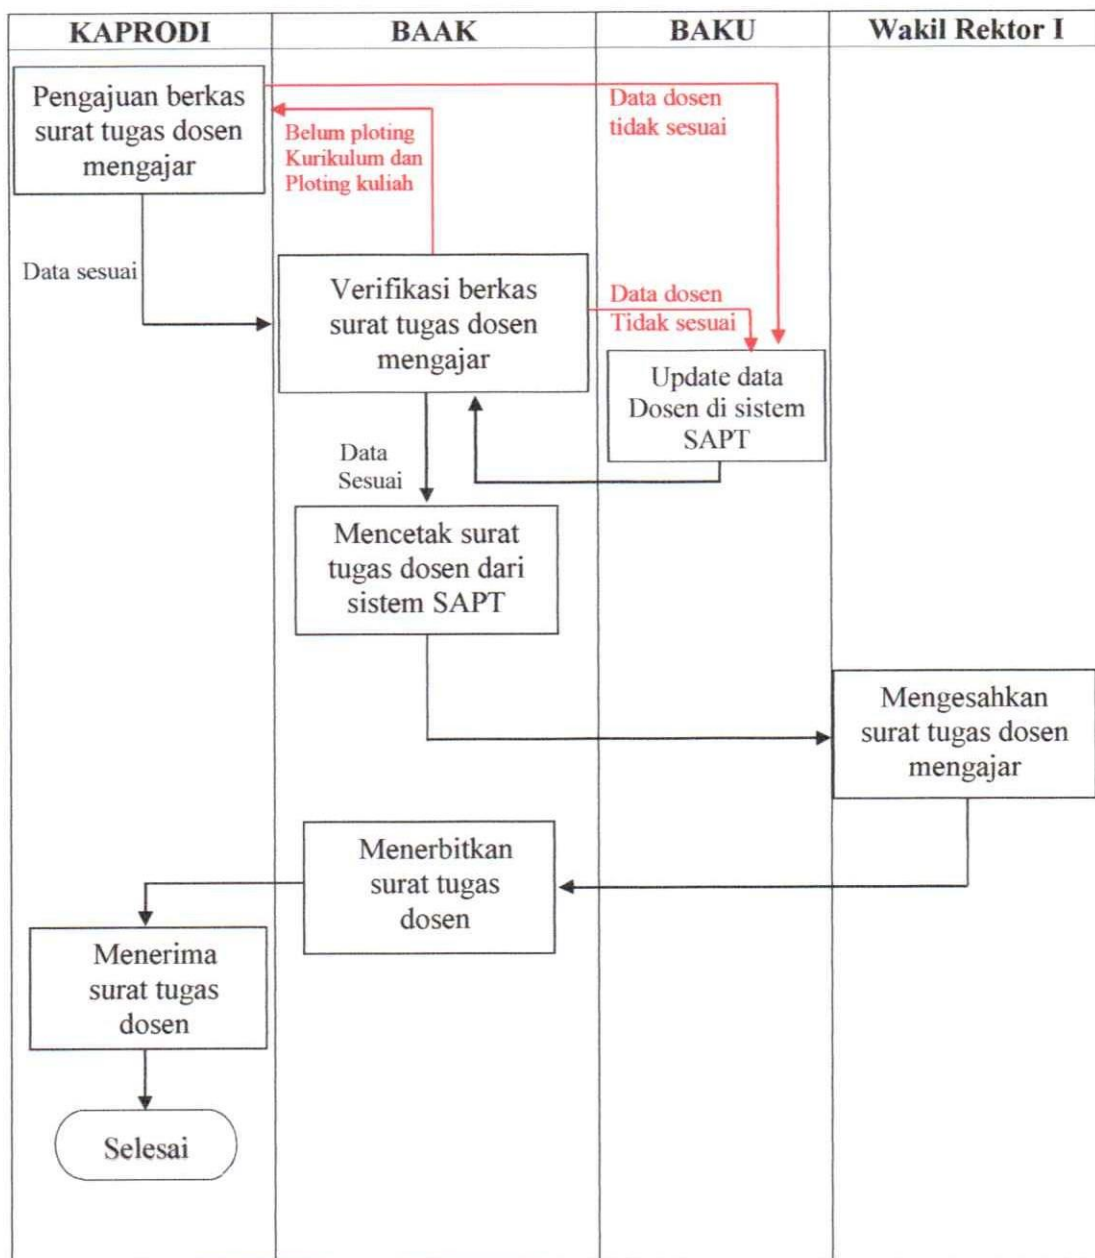 KAPRODI
BAAK
BAKU
Wakil Rektor I
Pengajuan berkas
surat tugas dosen
mengajar
Data dosen
tidak sesuai
Belum ploting
Kurikulum dan
Ploting kuliah
Data sesuai
Verifikasi berkas
surat tugas dosen
mengajar
Data dosen
Tidak sesuai
Update data
Dosen di sistem
SAPT
Data
Sesuai
Mencetak surat
tugas dosen dari
sistem SAPT
Mengesahkan
surat tugas dosen
mengajar
Menerbitkan
surat tugas
dosen
Menerima
surat tugas
dosen
Selesai